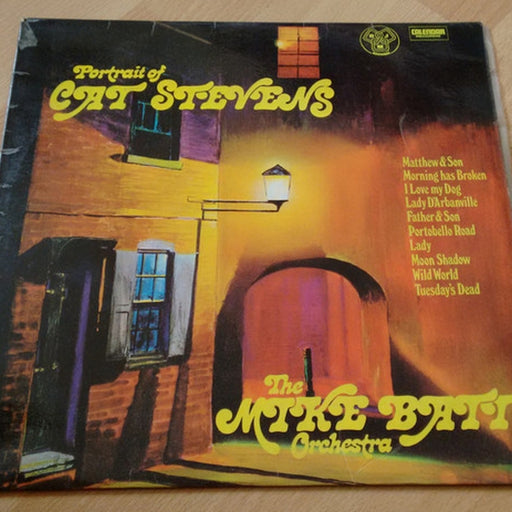 Portrait of
CAT STEVENS
CALENDAR
Matthew & Son
Morning has Broken
I Love my Dog
Lady D'Arbanville
Father & Son
Portobello Road
Lady
Moon Shadow
Wild World
Tuesday's Dead
The
MIKE BATT
Orchestra